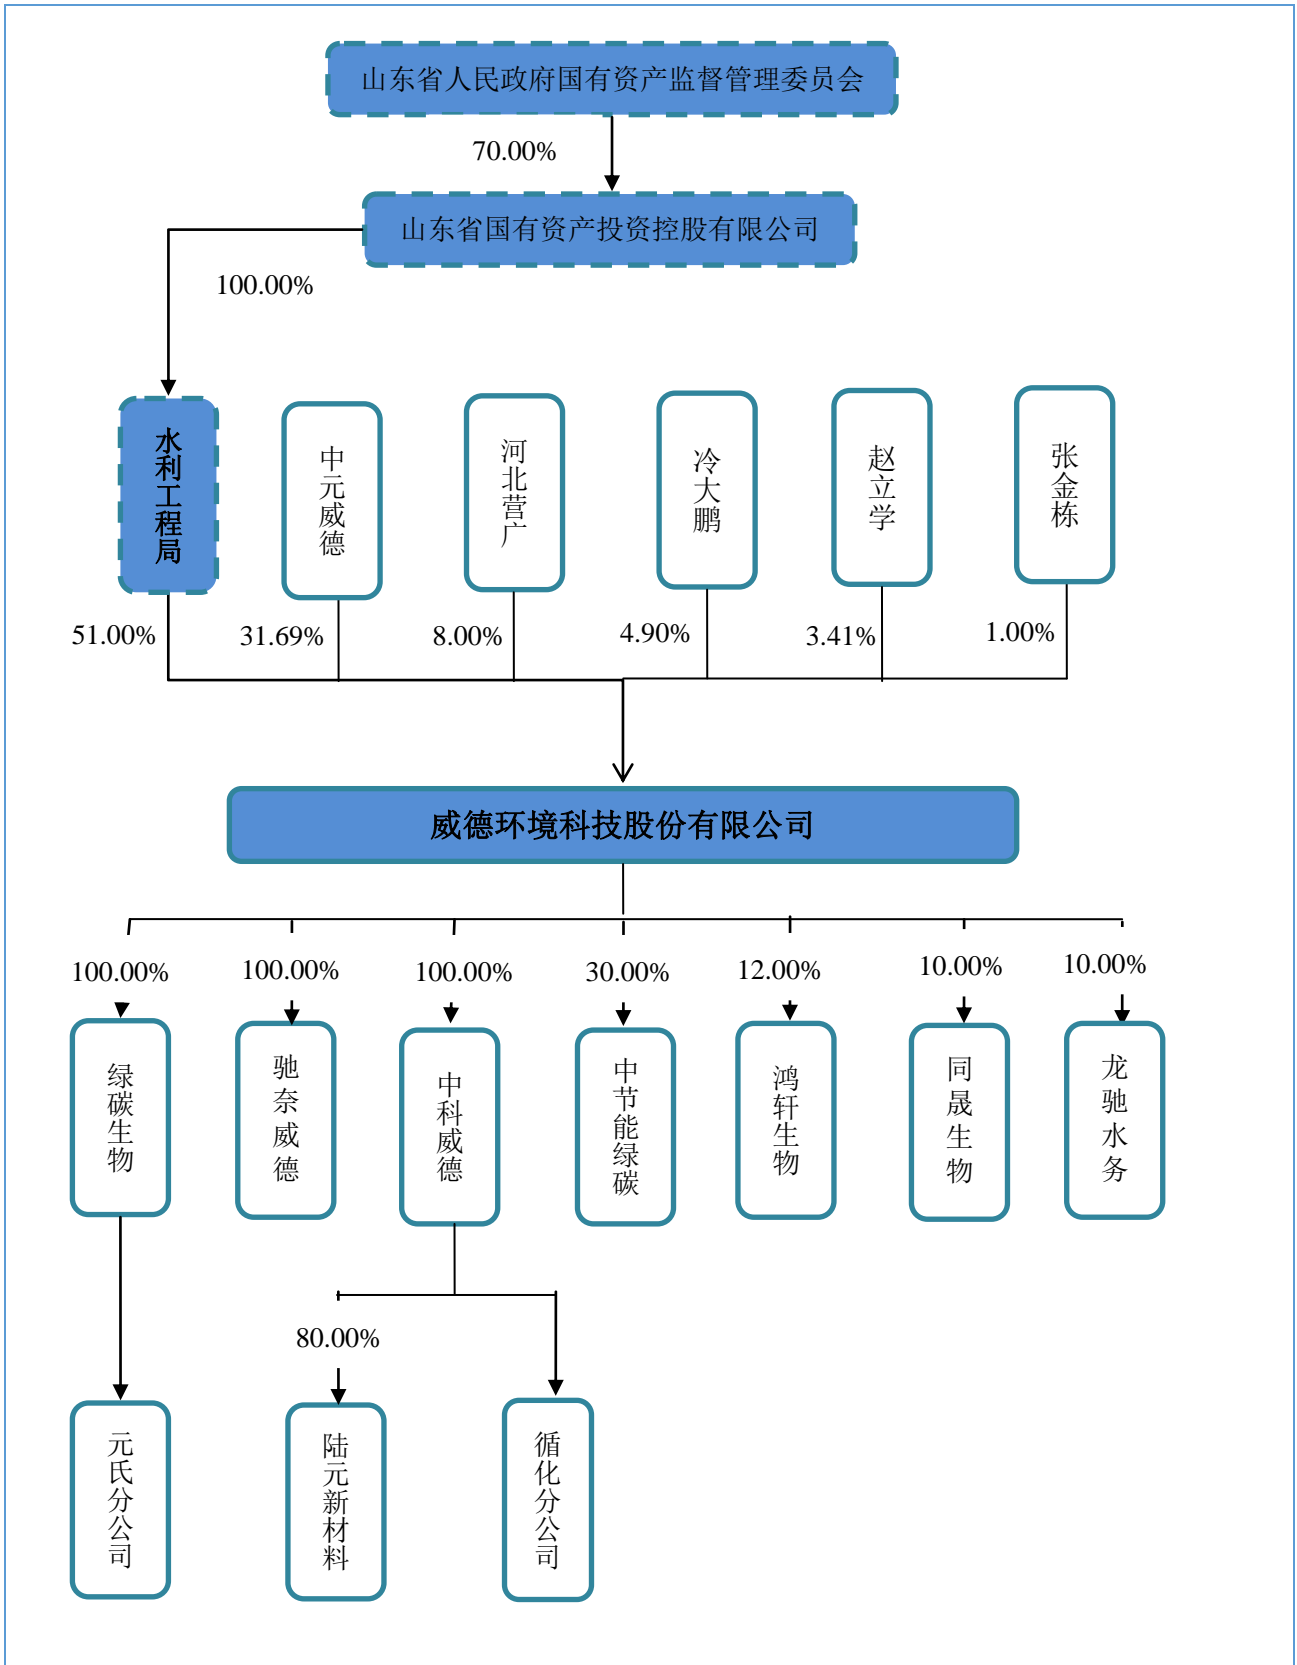 山东省人民政府国有资产监督管理委员会
70.00%
山东省国有资产投资控股有限公司
100.00%
水利工程局
中元威德
河北营广
冷大鹏
赵立学
张金栋
51.00%
31.69%
8.00%
4.90%
3.41%
1.00%
威德环境科技股份有限公司
100.00%
100.00%
100.00%
30.00%
12.00%
10.00%
10.00%
绿碳生物
驰奈威德
中科威德
中节能绿碳
鸿轩生物
同晟生物
龙驰水务
80.00%
元氏分公司
陆元新材料
循化分公司